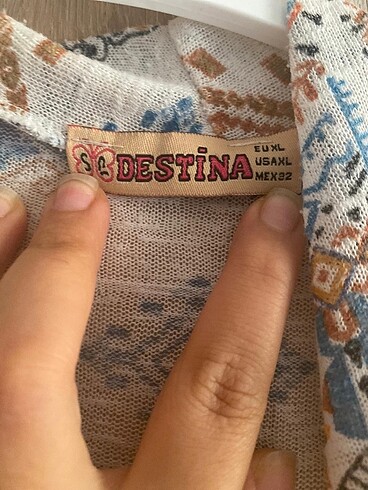 DESTİNA
EU XL
USA XL
MEX 32